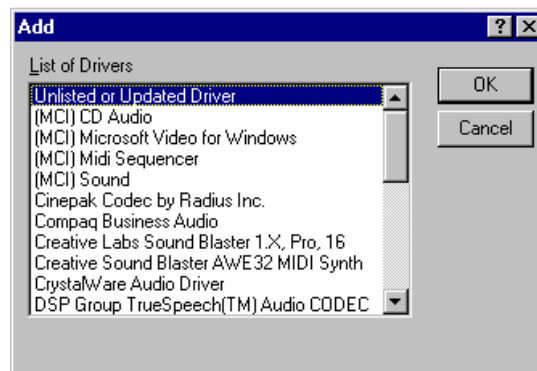 Add
List of Drivers
Unlisted or Updated Driver
(MCI) CD Audio
(MCI) Microsoft Video for Windows
(MCI) Midi Sequencer
(MCI) Sound
Cinepak Codec by Radius Inc.
Compaq Business Audio
Creative Labs Sound Blaster 1.X, Pro, 16
Creative Sound Blaster AWE32 MIDI Synth
CrystalWare Audio Driver
DSP Group TrueSpeech(TM) Audio CODEC
OK
Cancel